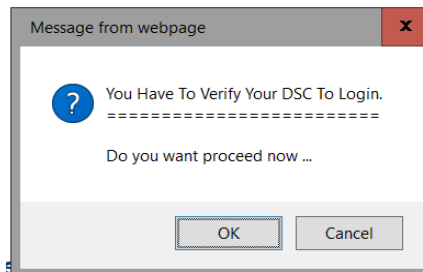 Message from webpage
x
?
You Have To Verify Your DSC To Login.
==========================
Do you want proceed now ...
OK
Cancel